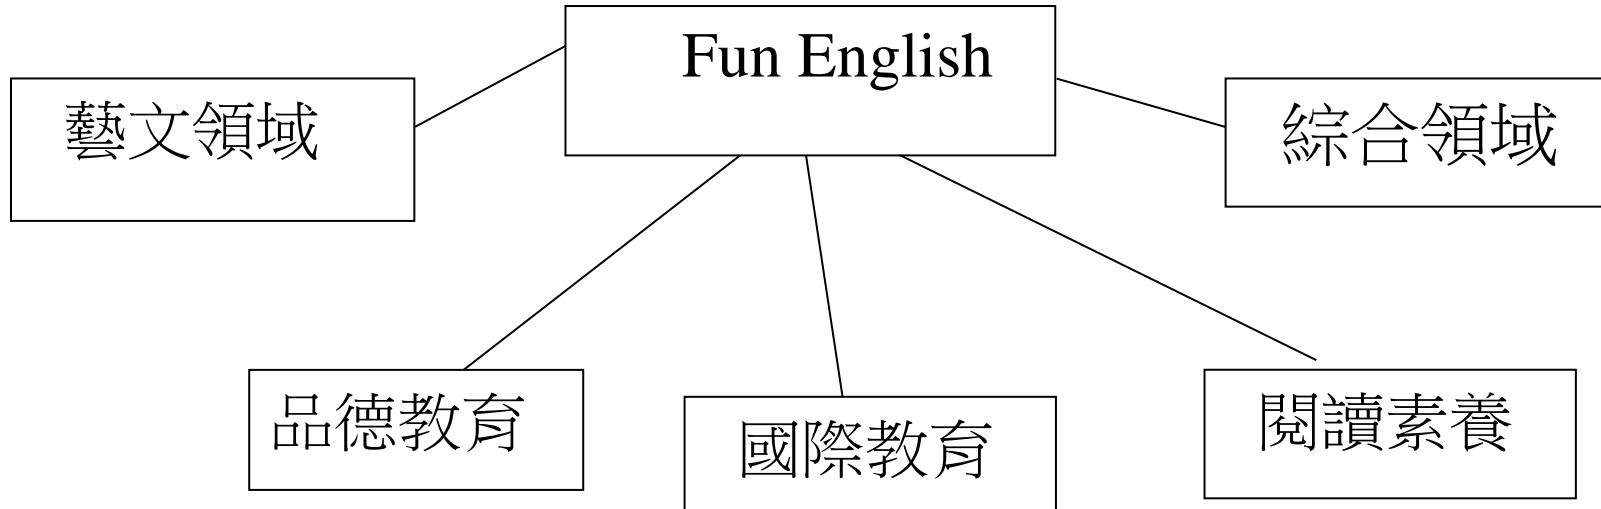 Fun English
藝文領域
綜合領域
品德教育
國際教育
閱讀素養